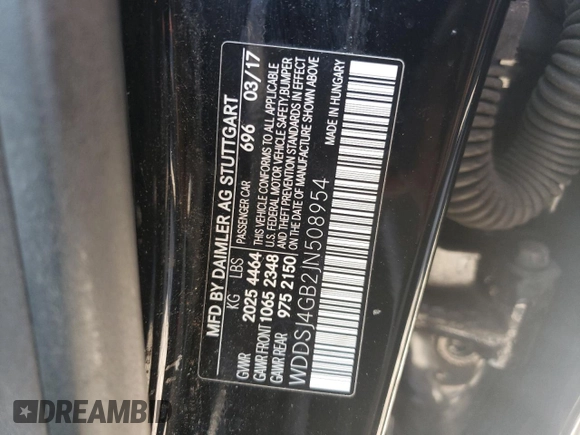 MFD BY DAIMLER AG STUTTGART
KG LBS PASSENGER CAR 696 03/17
GVWR 2025 4464 THIS VEHICLE CONFORMS TO ALL APPLICABLE
GAWR FRONT 1065 2348 U.S. FEDERAL MOTOR VEHICLE SAFETY, BUMPER
GAWR REAR 975 2150 AND THEFT PREVENTION STANDARDS IN EFFECT
ON THE DATE OF MANUFACTURE SHOWN ABOVE
WDDSJ4GB2JN508954 MADE IN HUNGARY
DREAMBID